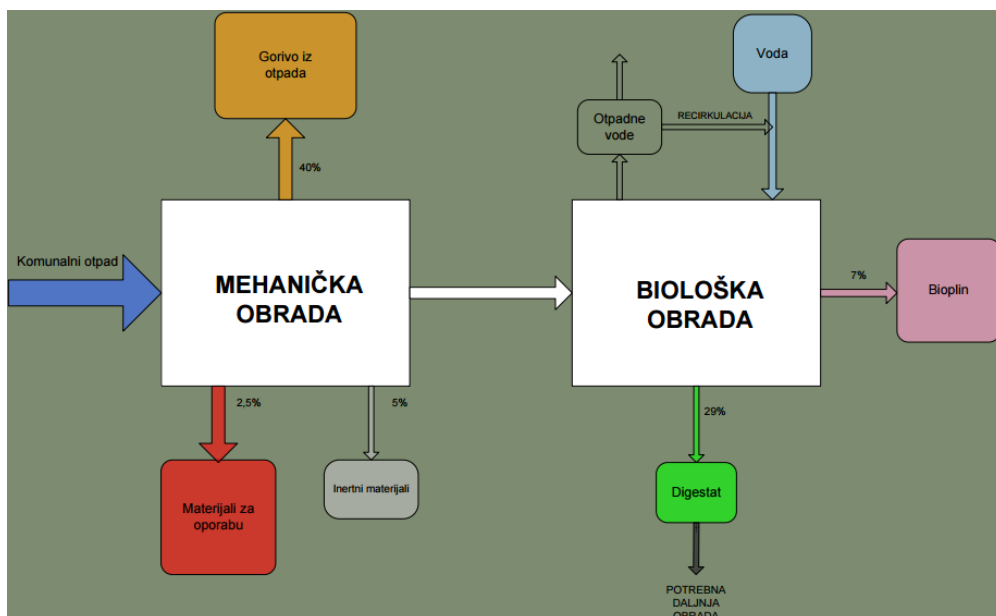 Gorivo iz
otpada
Voda
Otpadne
vode
RECIRKULACIJA
40%
Komunalni otpad
MEHANIČKA
OBRADA
BIOLOŠKA
OBRADA
7%
Bioplin
2,5%
5%
29%
Materijali za
oporabu
Inertni materijali
Digestat
POTREBNA
DALJNJA
OBRADA